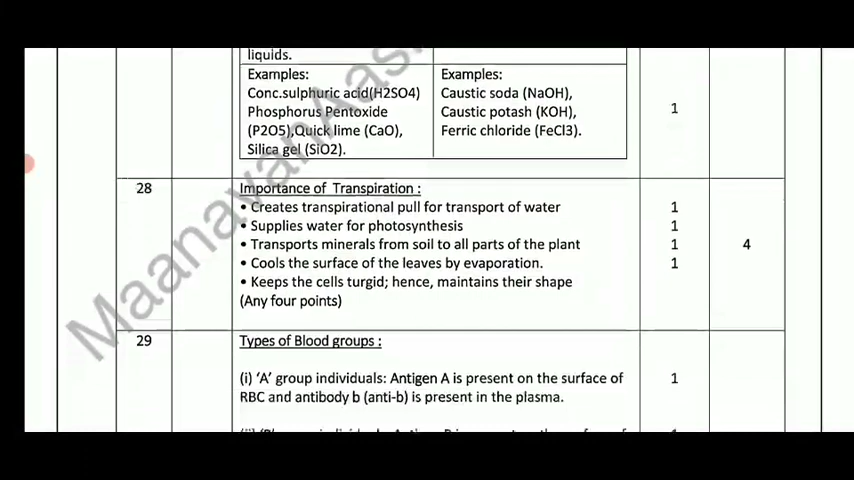 liquids.
Examples:
Conc.sulphuric acid(H2SO4)
Phosphorus Pentoxide
(P2O5),Quick lime (CaO),
Silica gel (SiO2).
Examples:
Caustic soda (NaOH),
Caustic potash (KOH),
Ferric chloride (FeCl3).
1
28
Importance of Transpiration :
• Creates transpirational pull for transport of water 1
• Supplies water for photosynthesis 1
• Transports minerals from soil to all parts of the plant 1 4
• Cools the surface of the leaves by evaporation. 1
• Keeps the cells turgid; hence, maintains their shape
(Any four points)
29
Types of Blood groups :
(i) ‘A’ group individuals: Antigen A is present on the surface of 1
RBC and antibody b (anti-b) is present in the plasma.